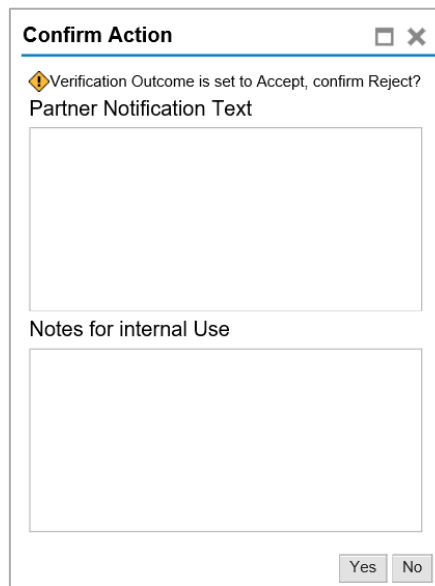 Confirm Action
Verification Outcome is set to Accept, confirm Reject?
Partner Notification Text
Notes for internal Use
Yes No